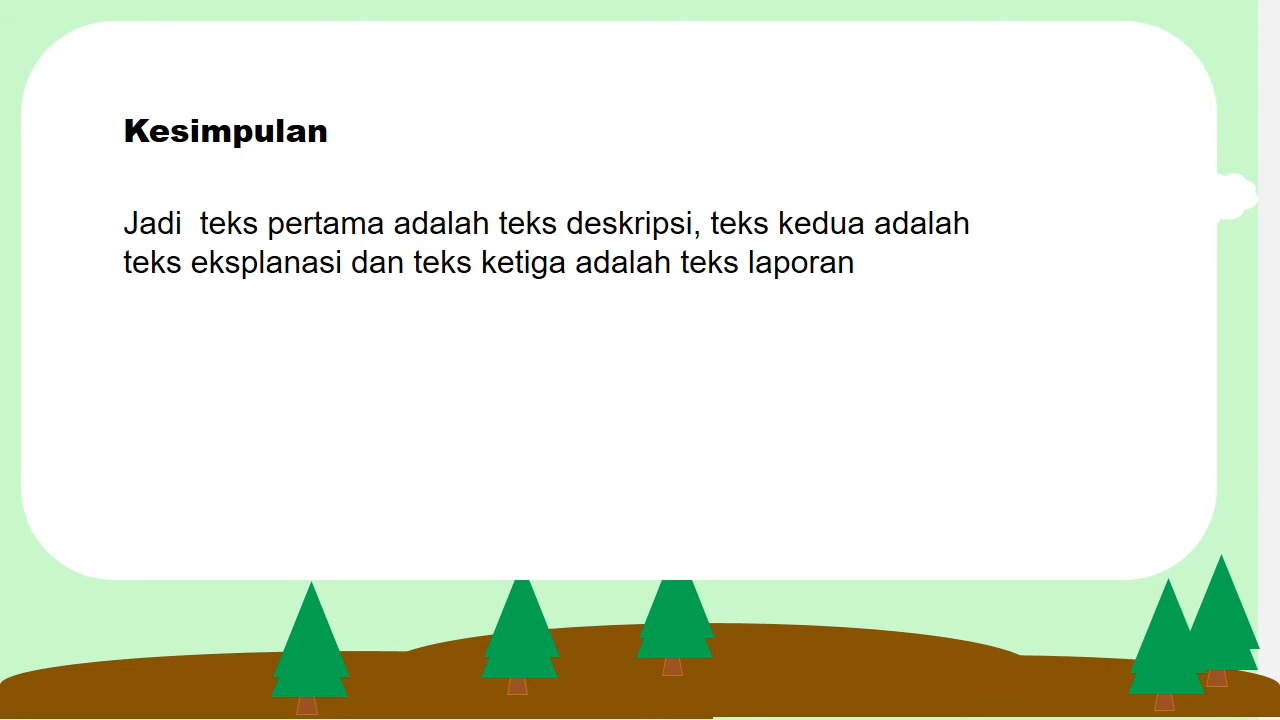 Kesimpulan
Jadi  teks pertama adalah teks deskripsi, teks kedua adalah
teks eksplanasi dan teks ketiga adalah teks laporan